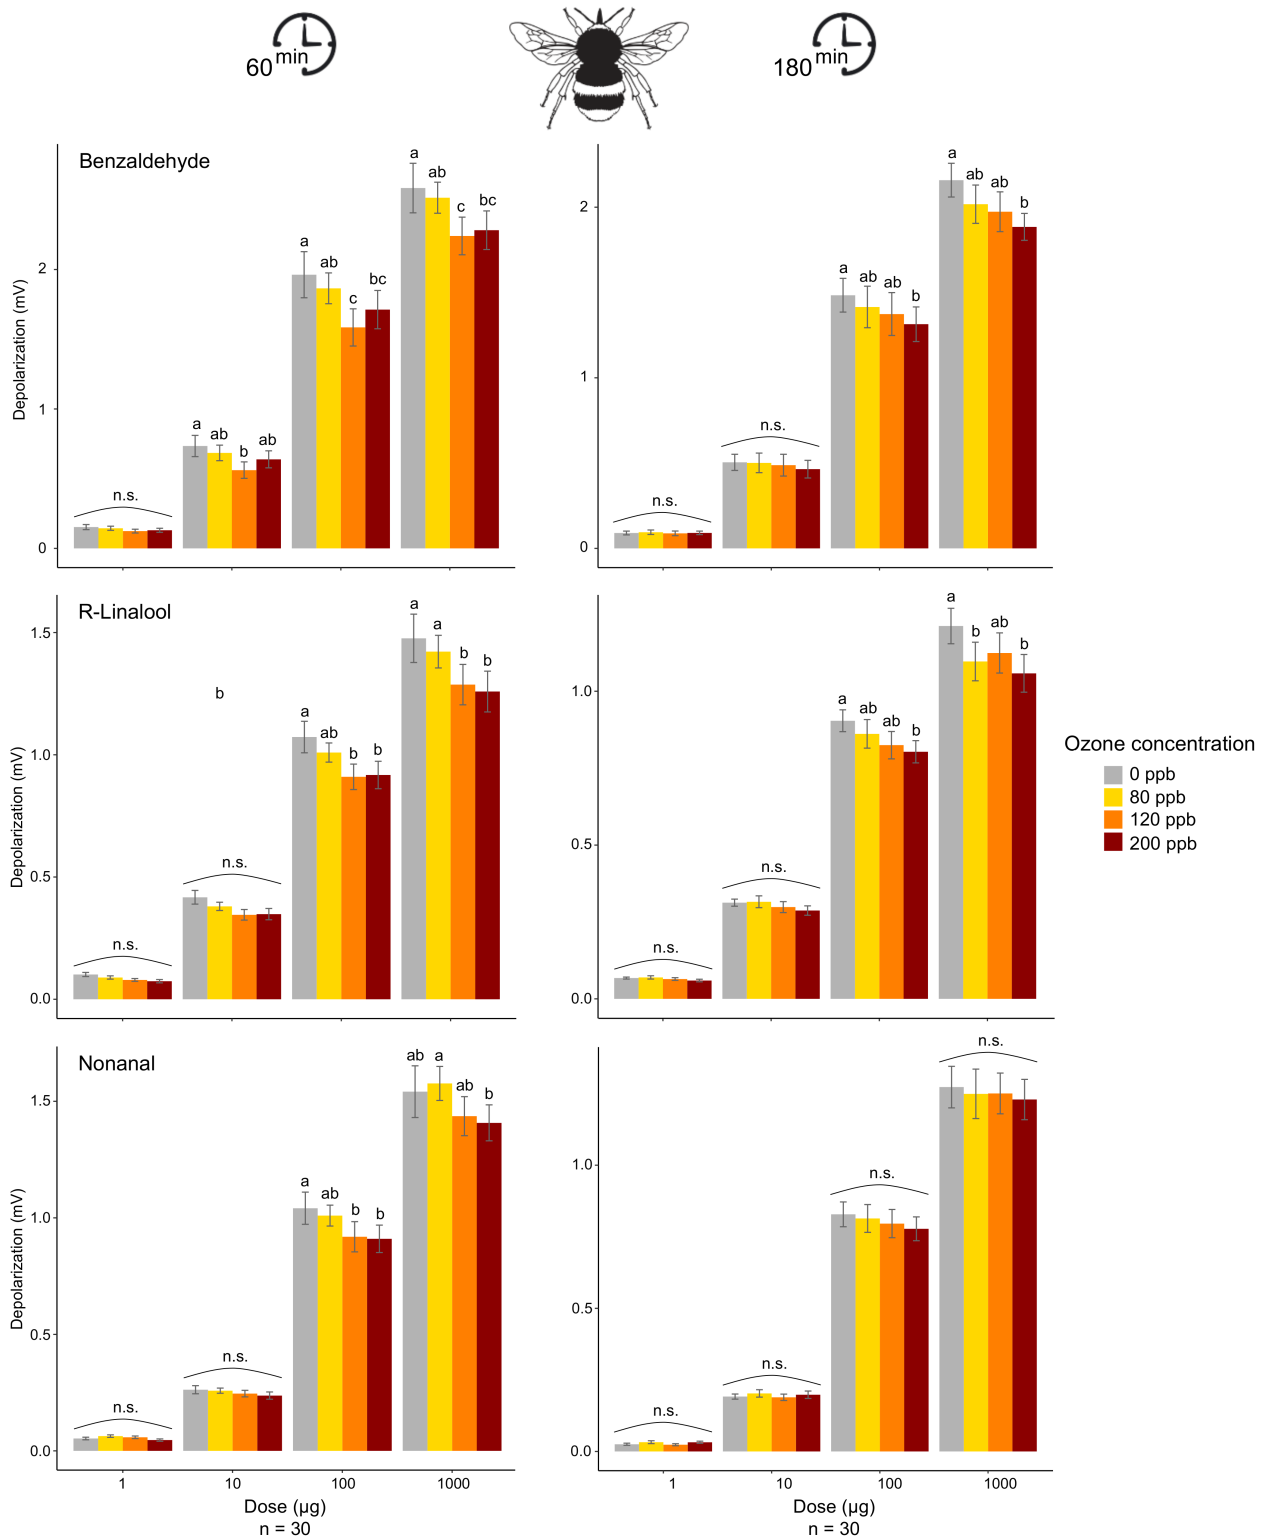 60 min
180 min
Benzaldehyde
Depolarization (mV)
2
1
0
n.s.
a ab b ab
a ab c bc
a ab c bc
2
1
0
n.s.
n.s.
a ab ab b
a ab ab b
R-Linalool
Depolarization (mV)
1.5
1.0
0.5
0.0
b
n.s.
n.s.
a ab b b
a a b b
1.0
0.5
0.0
n.s.
n.s.
a ab ab b
a b ab b
Ozone concentration
0 ppb
80 ppb
120 ppb
200 ppb
Nonanal
Depolarization (mV)
1.5
1.0
0.5
0.0
n.s.
n.s.
a ab b b
ab a ab b
1 10 100 1000
Dose (µg)
n = 30
1.0
0.5
0.0
n.s.
n.s.
n.s.
n.s.
1 10 100 1000
Dose (µg)
n = 30